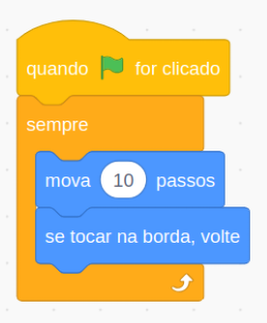 quando for clicado
sempre
mova 10 passos
se tocar na borda, volte